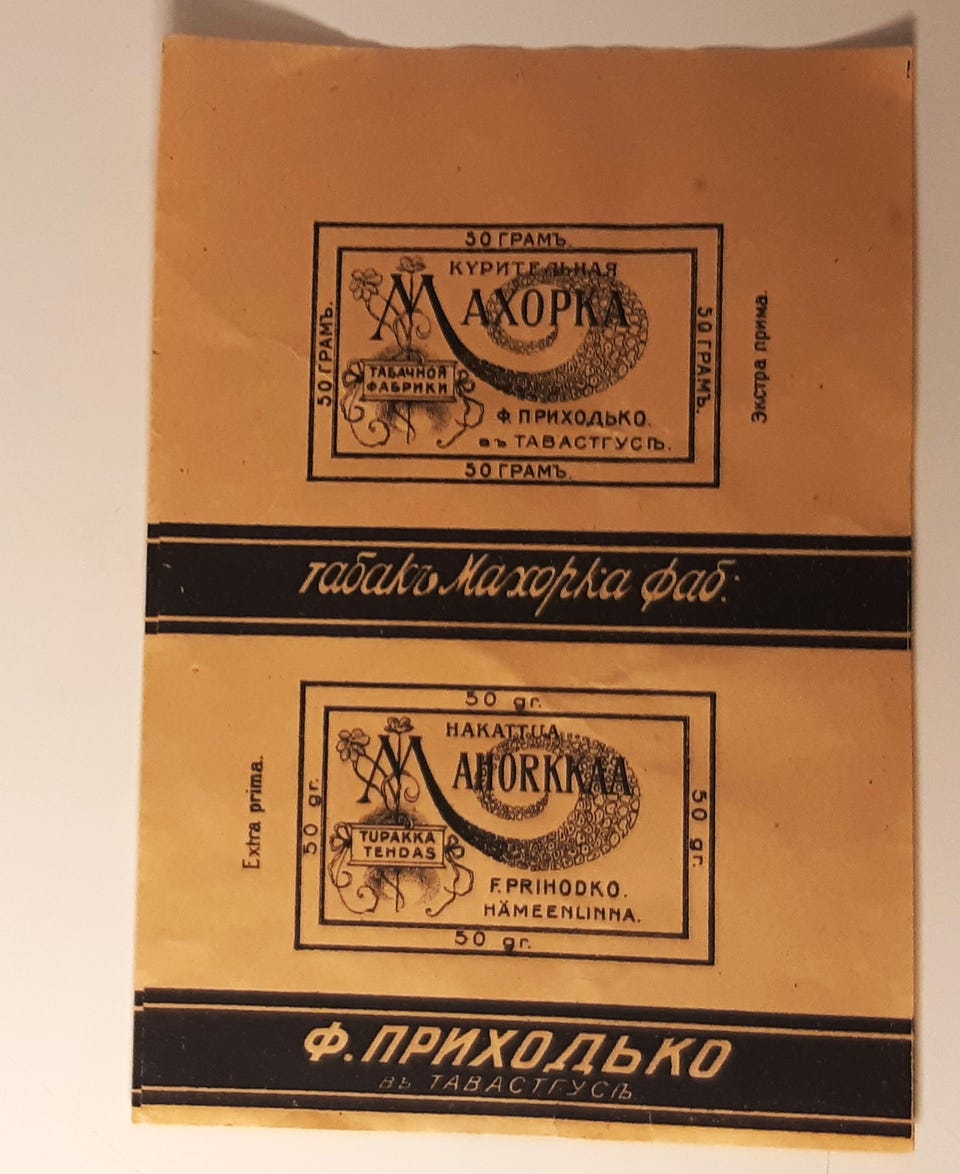 50 ГРАМЪ.
50 ГРАМЪ.
КУРИТЕЛЬНАЯ
МАХОРКА
ТАБАЧНОЙ
ФАБРИКИ
Ф. ПРИХОДЬКО.
въ ТАВАСТГУСѢ.
50 ГРАМЪ.
50 ГРАМЪ.
Экстра прима.
табакъ Махорка фаб:
50 gr.
Extra prima.
50 gr.
HAKATTUA
MAHORKKAA
TUPAKKA
TEHDAS
F. PRIHODKO.
HÄMEENLINNA.
50 gr.
50 gr.
Ф. ПРИХОДЬКО
въ ТАВАСТГУСѢ